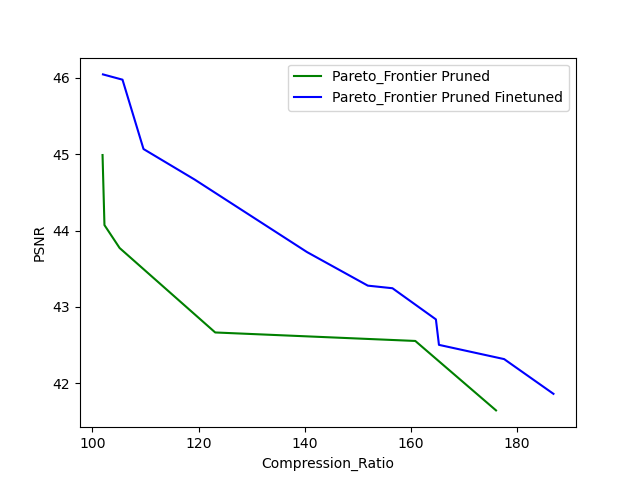 Pareto_Frontier Pruned
Pareto_Frontier Pruned Finetuned
46
45
44
43
42
PSNR
100 120 140 160 180
Compression_Ratio